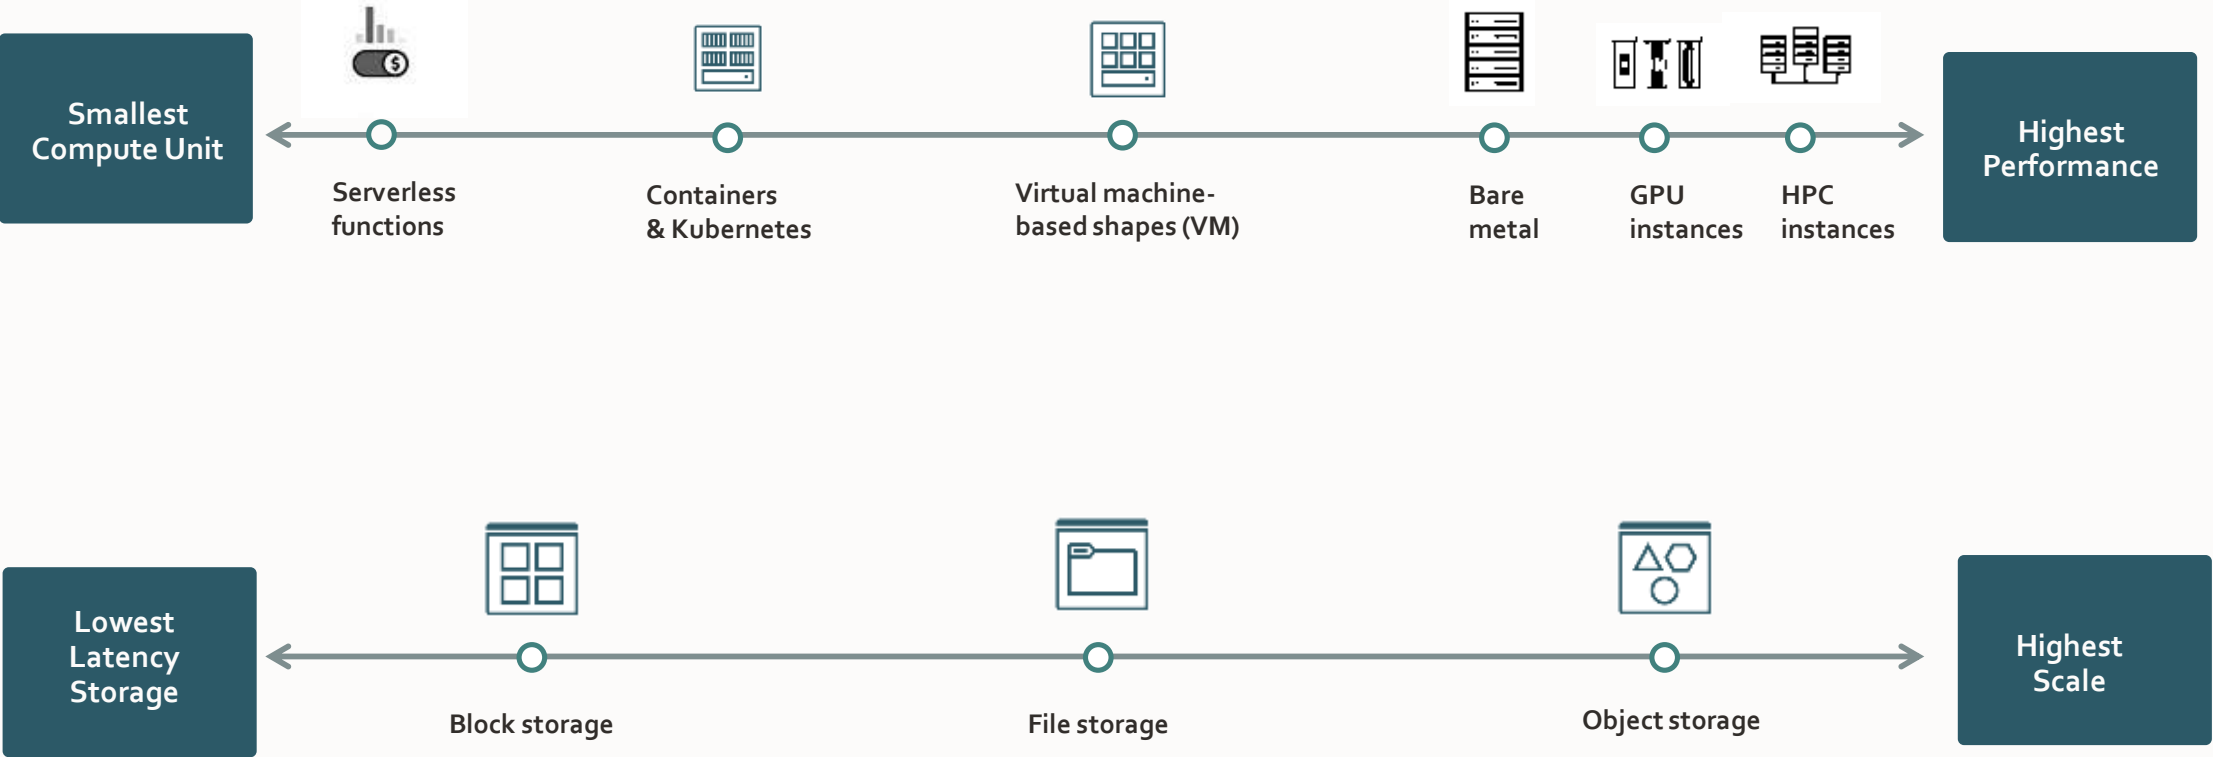 Smallest
Compute Unit
$
Serverless
functions
Containers
& Kubernetes
Virtual machine-
based shapes (VM)
Bare
metal
GPU
instances
HPC
instances
Highest
Performance
Lowest
Latency
Storage
Block storage
File storage
Object storage
Highest
Scale